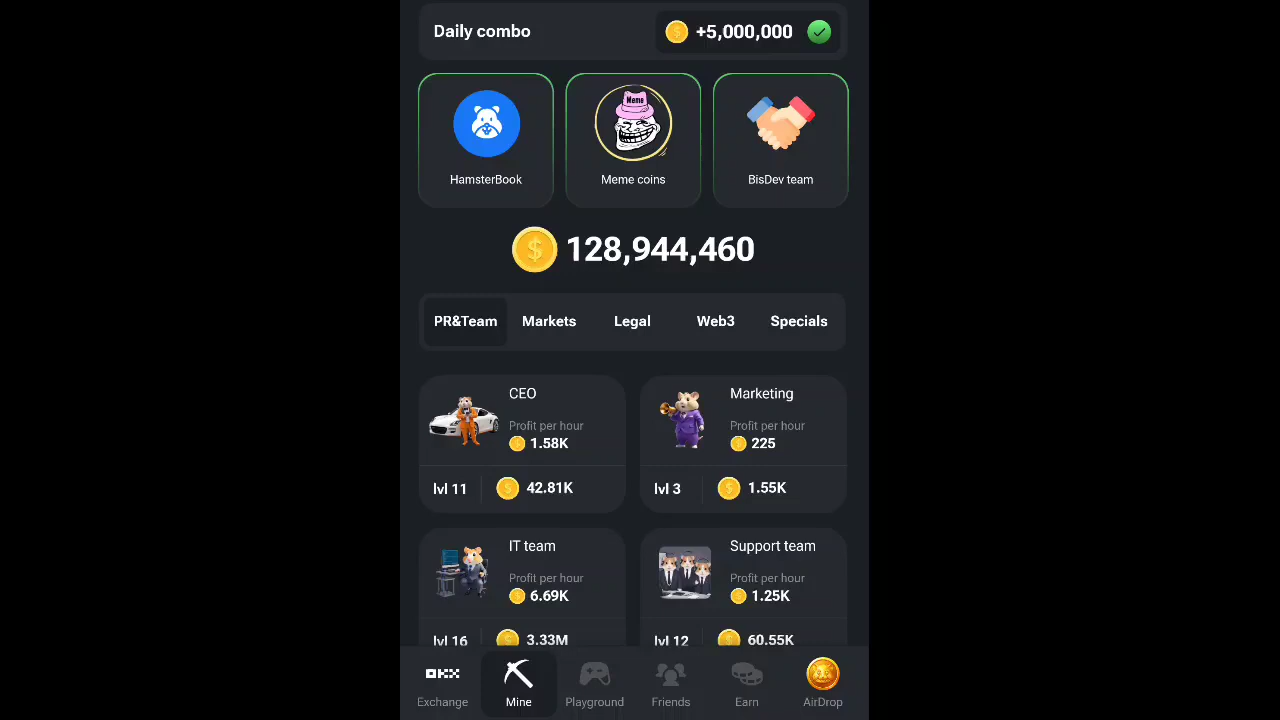 Daily combo
+5,000,000
Meme
HamsterBook
Meme coins
BisDev team
128,944,460
PR&Team
Markets
Legal
Web3
Specials
CEO
Profit per hour
1.58K
lvl 11
42.81K
Marketing
Profit per hour
225
lvl 3
1.55K
IT team
Profit per hour
6.69K
lvl 16
3.33M
Support team
Profit per hour
1.25K
lvl 12
60.55K
OKX
Exchange
Mine
Playground
Friends
Earn
AirDrop